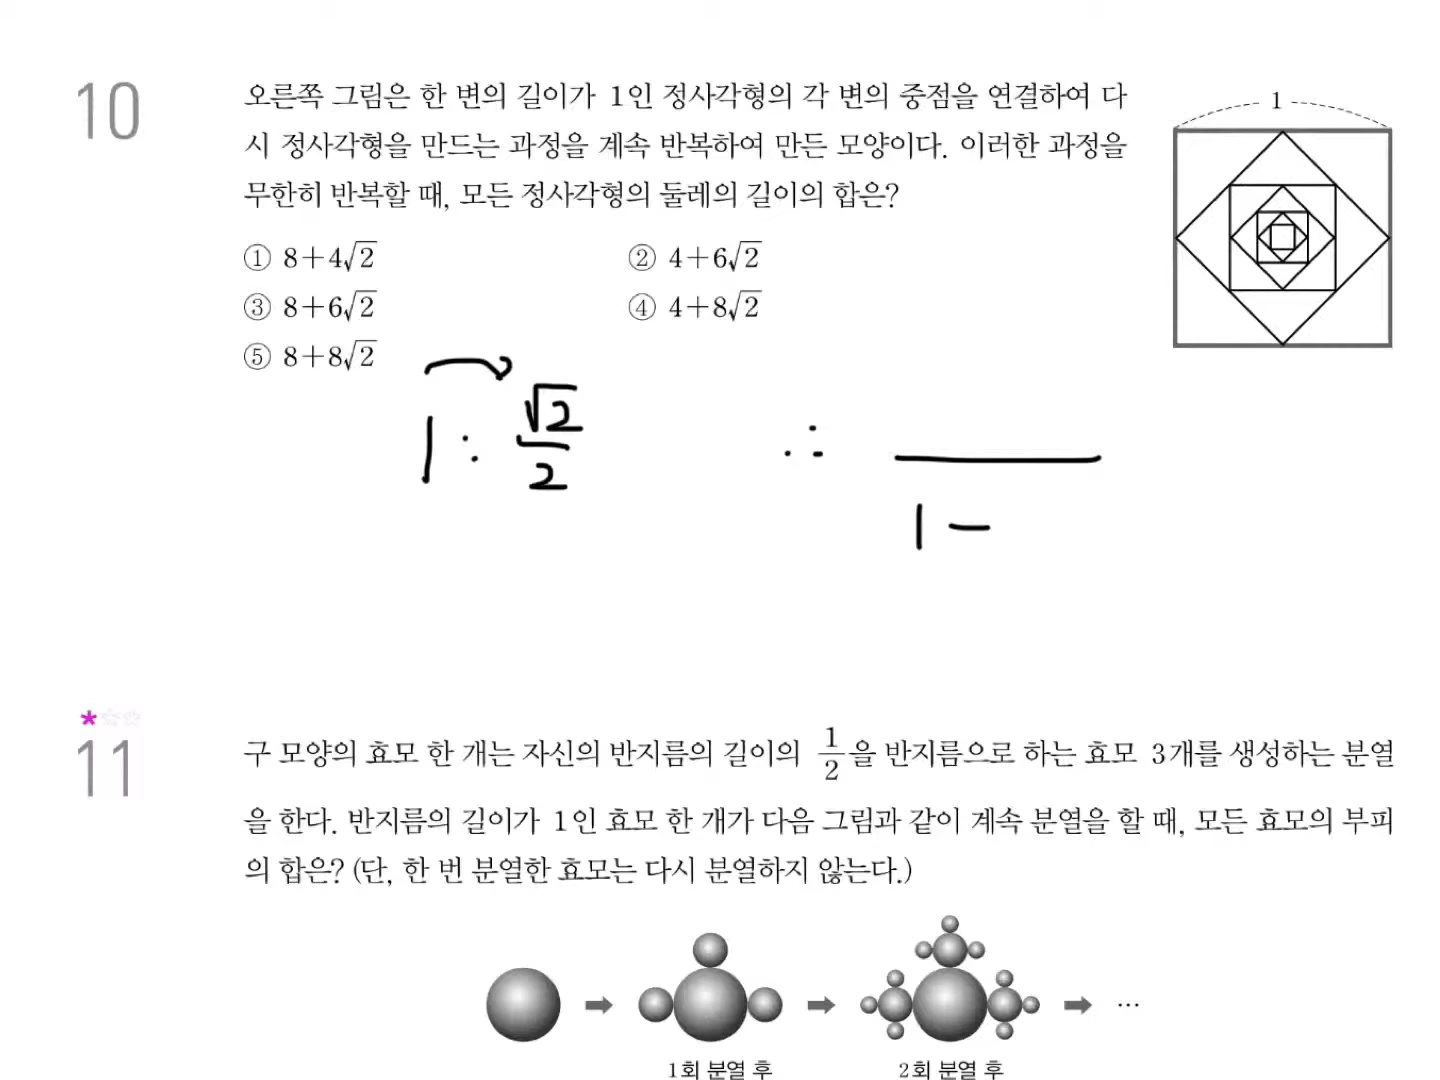 10
오른쪽 그림은 한 변의 길이가 1인 정사각형의 각 변의 중점을 연결하여 다
시 정사각형을 만드는 과정을 계속 반복하여 만든 모양이다. 이러한 과정을
무한히 반복할 때, 모든 정사각형의 둘레의 길이의 합은?
① 8+4√2 ② 4+6√2
③ 8+6√2 ④ 4+8√2
⑤ 8+8√2
1
1 : √2/2 ∴
1 −
11
구 모양의 효모 한 개는 자신의 반지름의 길이의 1/2을 반지름으로 하는 효모 3개를 생성하는 분열
을 한다. 반지름의 길이가 1인 효모 한 개가 다음 그림과 같이 계속 분열을 할 때, 모든 효모의 부피
의 합은? (단, 한 번 분열한 효모는 다시 분열하지 않는다.)
...
1회 분열 후 2회 분열 후